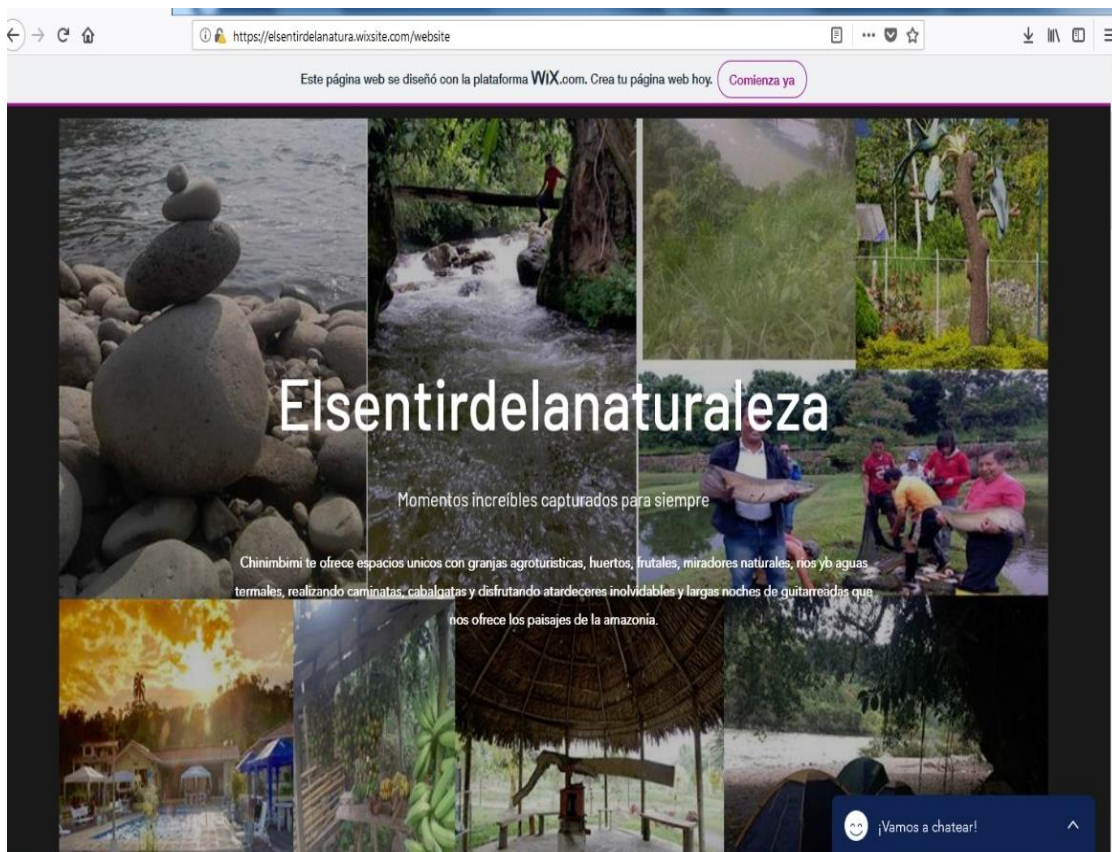 https://elsentirdelanatura.wixsite.com/website
Este página web se diseñó con la plataforma WiX.com. Crea tu página web hoy. Comienza ya
Elsentirdelanaturaleza
Momentos increíbles capturados para siempre
Chinimbimi te ofrece espacios unicos con granjas agroturisticas, huertos, frutales, miradores naturales, rios yb aguas
termales, realizando caminatas, cabalgatas y disfrutando atardeceres inolvidables y largas noches de guitarreadas que
nos ofrece los paisajes de la amazonia.
¡Vamos a chatear!